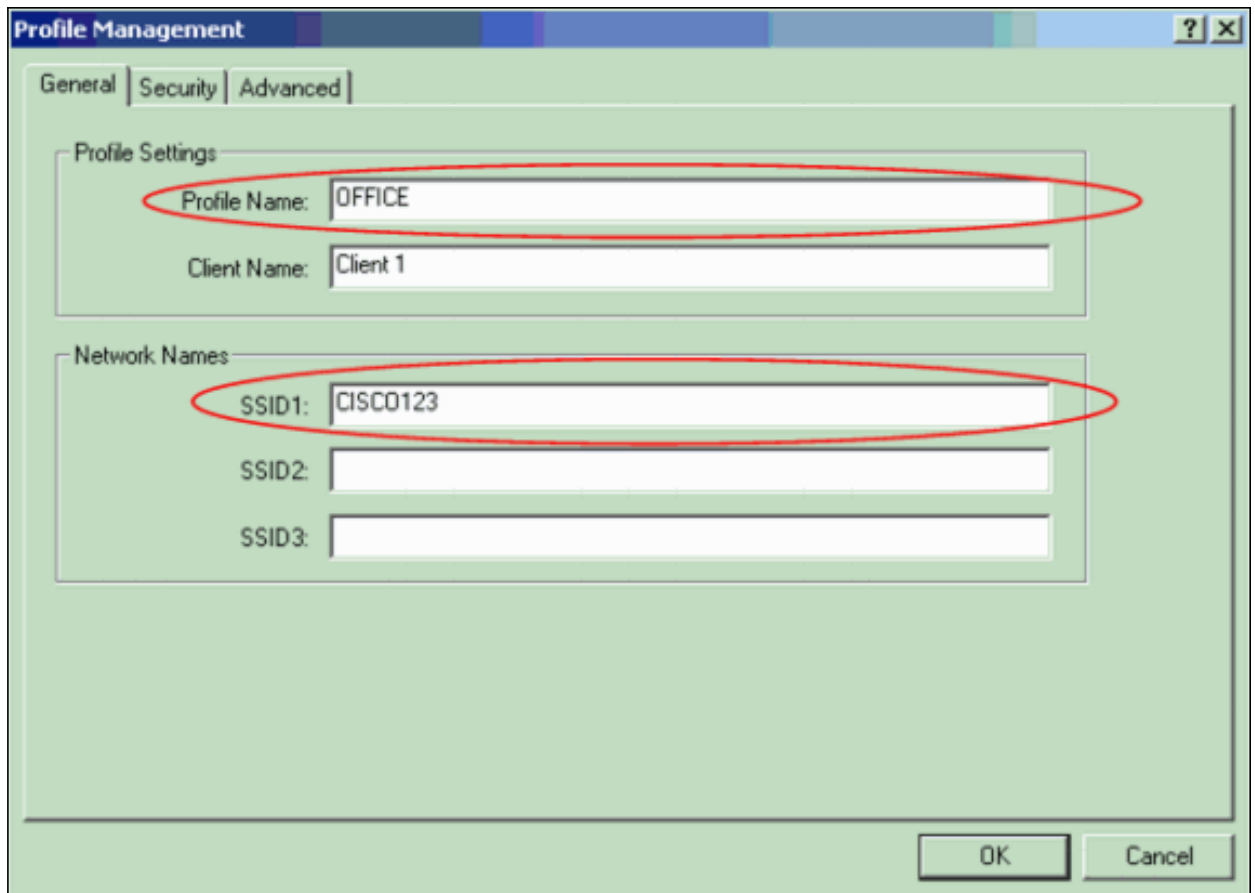 Profile Management
? X
General Security Advanced
Profile Settings
Profile Name: OFFICE
Client Name: Client 1
Network Names
SSID1: CISCO123
SSID2:
SSID3:
OK Cancel